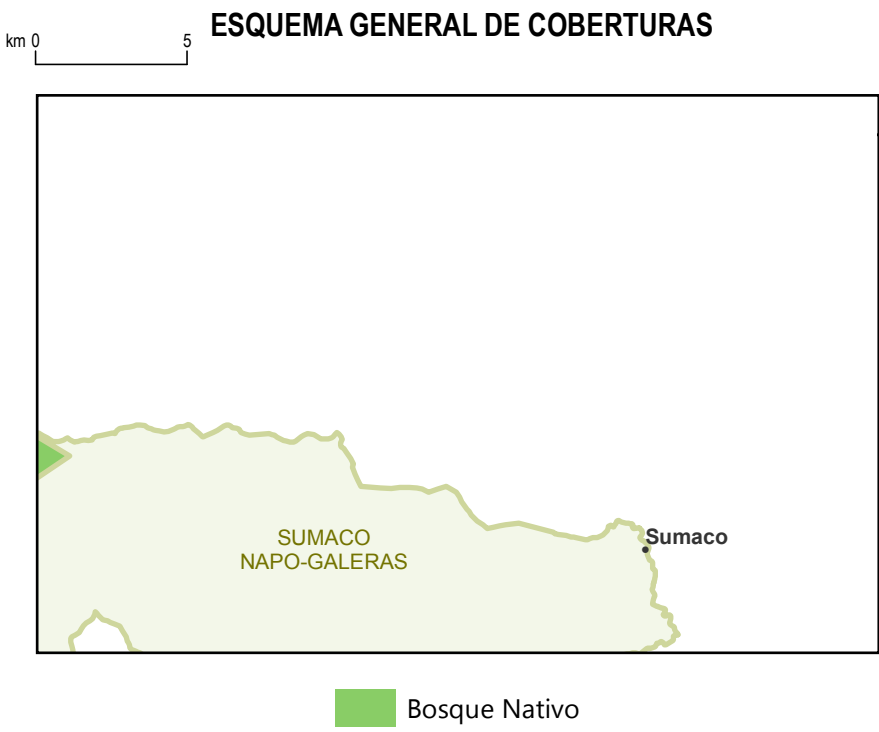 ESQUEMA GENERAL DE COBERTURAS
km 0 5
Sumaco
SUMACO
NAPO-GALERAS
Bosque Nativo